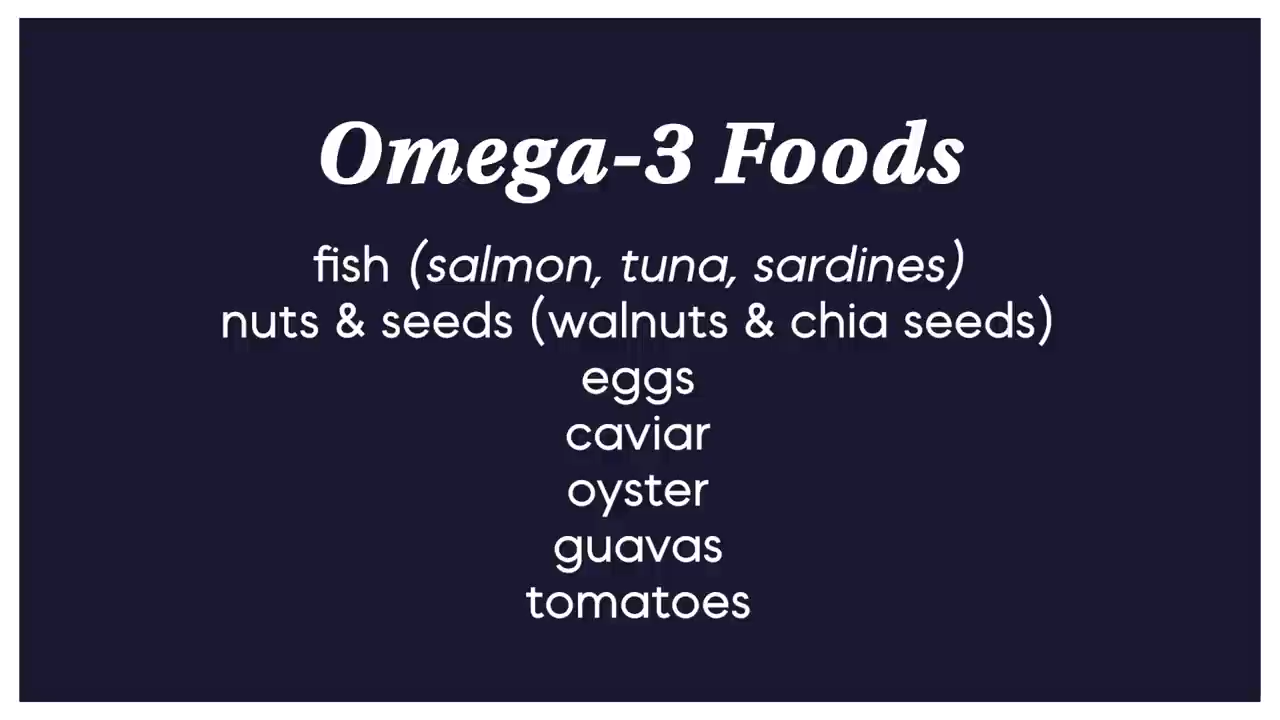 Omega-3 Foods
fish (salmon, tuna, sardines)
nuts & seeds (walnuts & chia seeds)
eggs
caviar
oyster
guavas
tomatoes